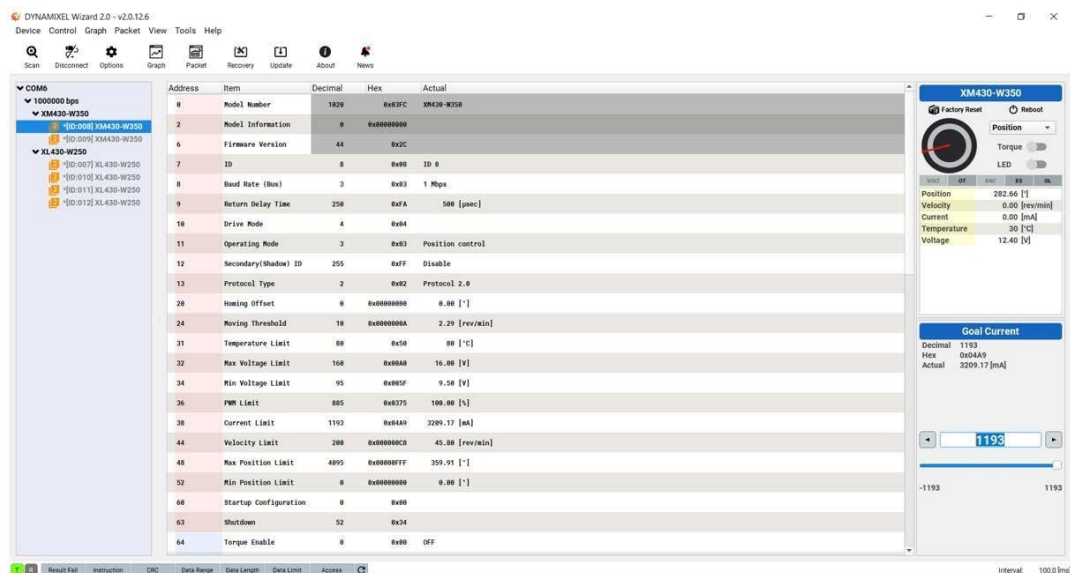 DYNAMIXEL Wizard 2.0 - v2.0.12.6
Device Control Graph Packet View Tools Help
Scan Disconnect Options Graph Packet Recovery Update About News
COM6
1000000 bps
XM430-W350
*[ID:008] XM430-W350
*[ID:009] XM430-W350
XL430-W250
*[ID:007] XL430-W250
*[ID:010] XL430-W250
*[ID:011] XL430-W250
*[ID:012] XL430-W250
Address Item Decimal Hex Actual
0 Model Number 1020 0x03FC XM430-W350
2 Model Information 0 0x00000000
6 Firmware Version 44 0x2C
7 ID 8 0x08 ID 8
8 Baud Rate (Bus) 3 0x03 1 Mbps
9 Return Delay Time 250 0xFA 500 [μsec]
10 Drive Mode 4 0x04
11 Operating Mode 3 0x03 Position control
12 Secondary(Shadow) ID 255 0xFF Disable
13 Protocol Type 2 0x02 Protocol 2.0
20 Homing Offset 0 0x00000000 0.00 [°]
24 Moving Threshold 10 0x0000000A 2.29 [rev/min]
31 Temperature Limit 80 0x50 80 [°C]
32 Max Voltage Limit 160 0x00A0 16.00 [V]
34 Min Voltage Limit 95 0x005F 9.50 [V]
36 PWM Limit 885 0x0375 100.00 [%]
38 Current Limit 1193 0x04A9 3209.17 [mA]
44 Velocity Limit 200 0x000000C8 45.80 [rev/min]
48 Max Position Limit 4095 0x00000FFF 359.91 [°]
52 Min Position Limit 0 0x00000000 0.00 [°]
60 Startup Configuration 0 0x00
63 Shutdown 52 0x34
64 Torque Enable 0 0x00 OFF
XM430-W350
Factory Reset Reboot
Position
Torque
LED
VOLT OT ENC ES OL
Position 282.66 [°]
Velocity 0.00 [rev/min]
Current 0.00 [mA]
Temperature 30 [°C]
Voltage 12.40 [V]
Goal Current
Decimal 1193
Hex 0x04A9
Actual 3209.17 [mA]
1193
-1193 1193
T R Result Fail Instruction CRC Data Range Data Length Data Limit Access Interval: 100.0 [ms]